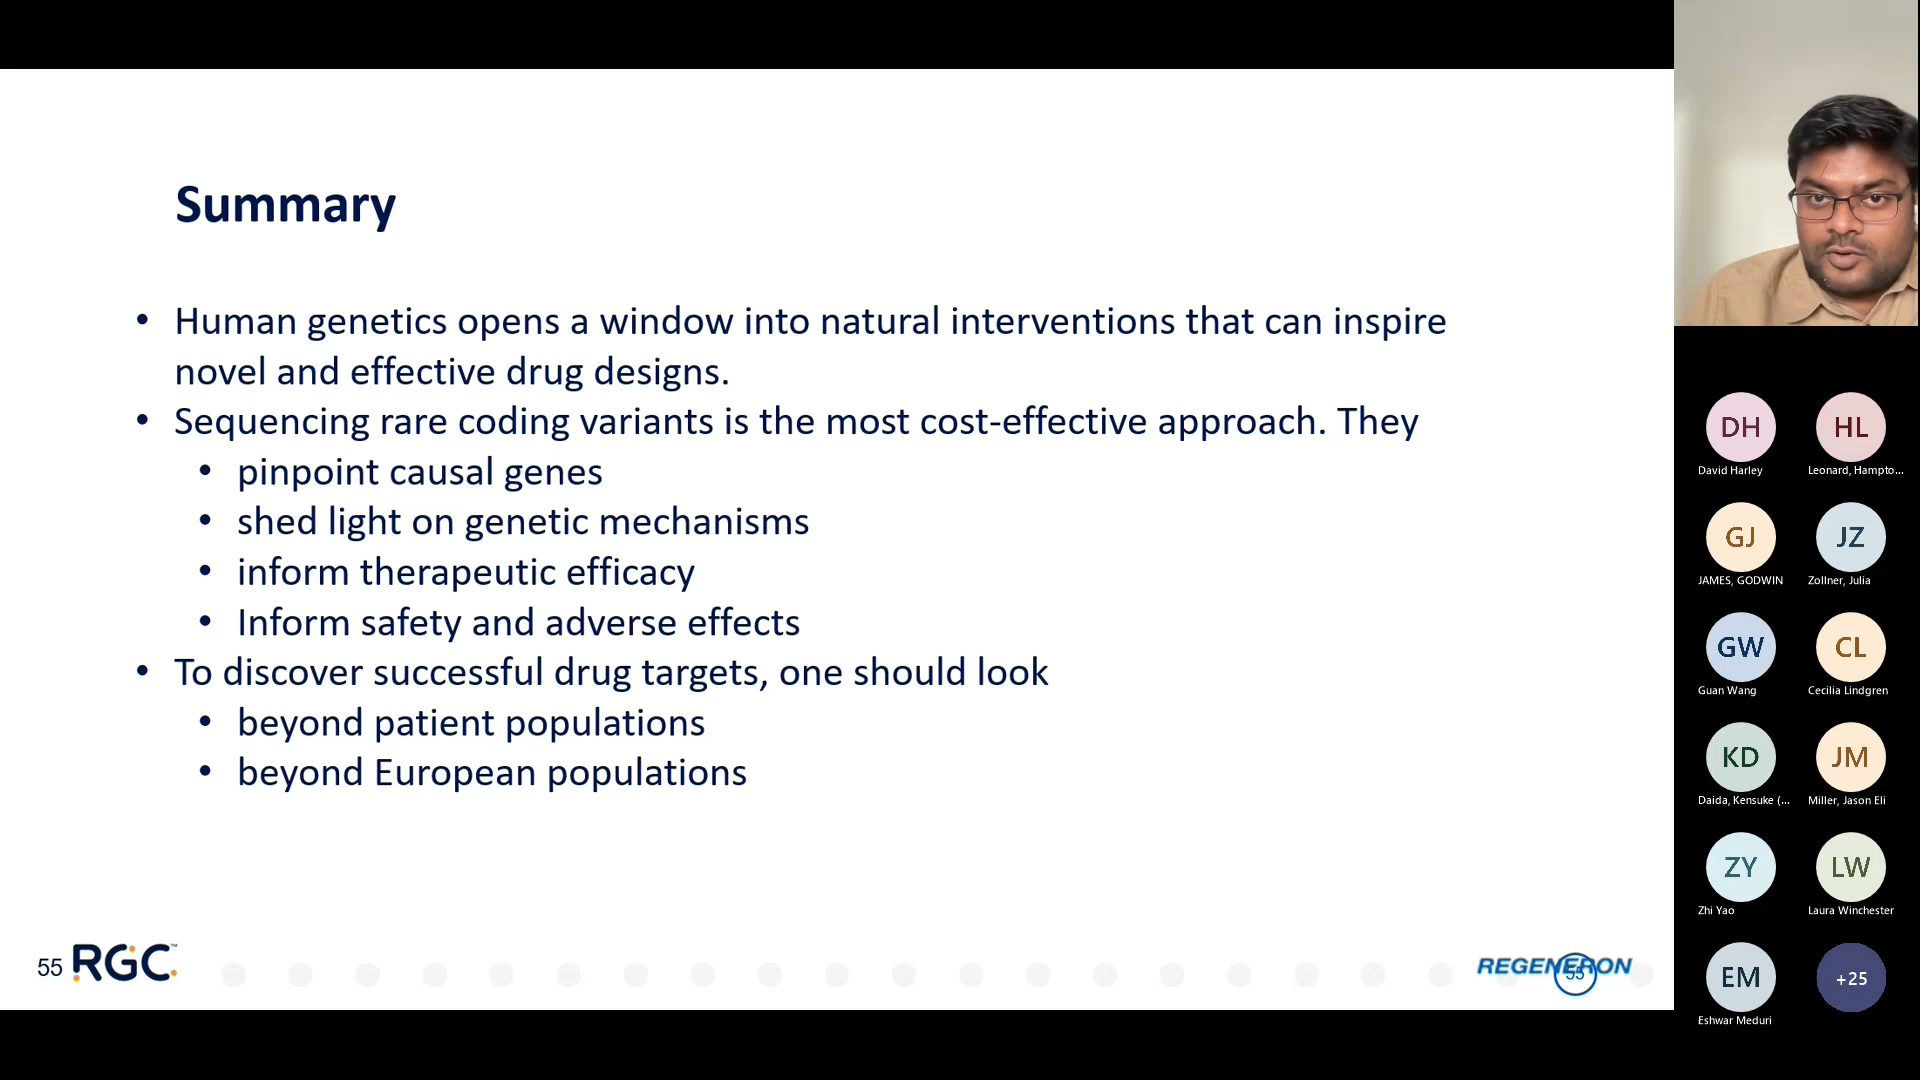 Summary
• Human genetics opens a window into natural interventions that can inspire
novel and effective drug designs.
• Sequencing rare coding variants is the most cost-effective approach. They
• pinpoint causal genes
• shed light on genetic mechanisms
• inform therapeutic efficacy
• Inform safety and adverse effects
• To discover successful drug targets, one should look
• beyond patient populations
• beyond European populations
55 RGC™
REGENERON
55
DH
David Harley
HL
Leonard, Hampto...
GJ
JAMES, GODWIN
JZ
Zollner, Julia
GW
Guan Wang
CL
Cecilia Lindgren
KD
Daida, Kensuke (...
JM
Miller, Jason Eli
ZY
Zhi Yao
LW
Laura Winchester
EM
Eshwar Meduri
+25